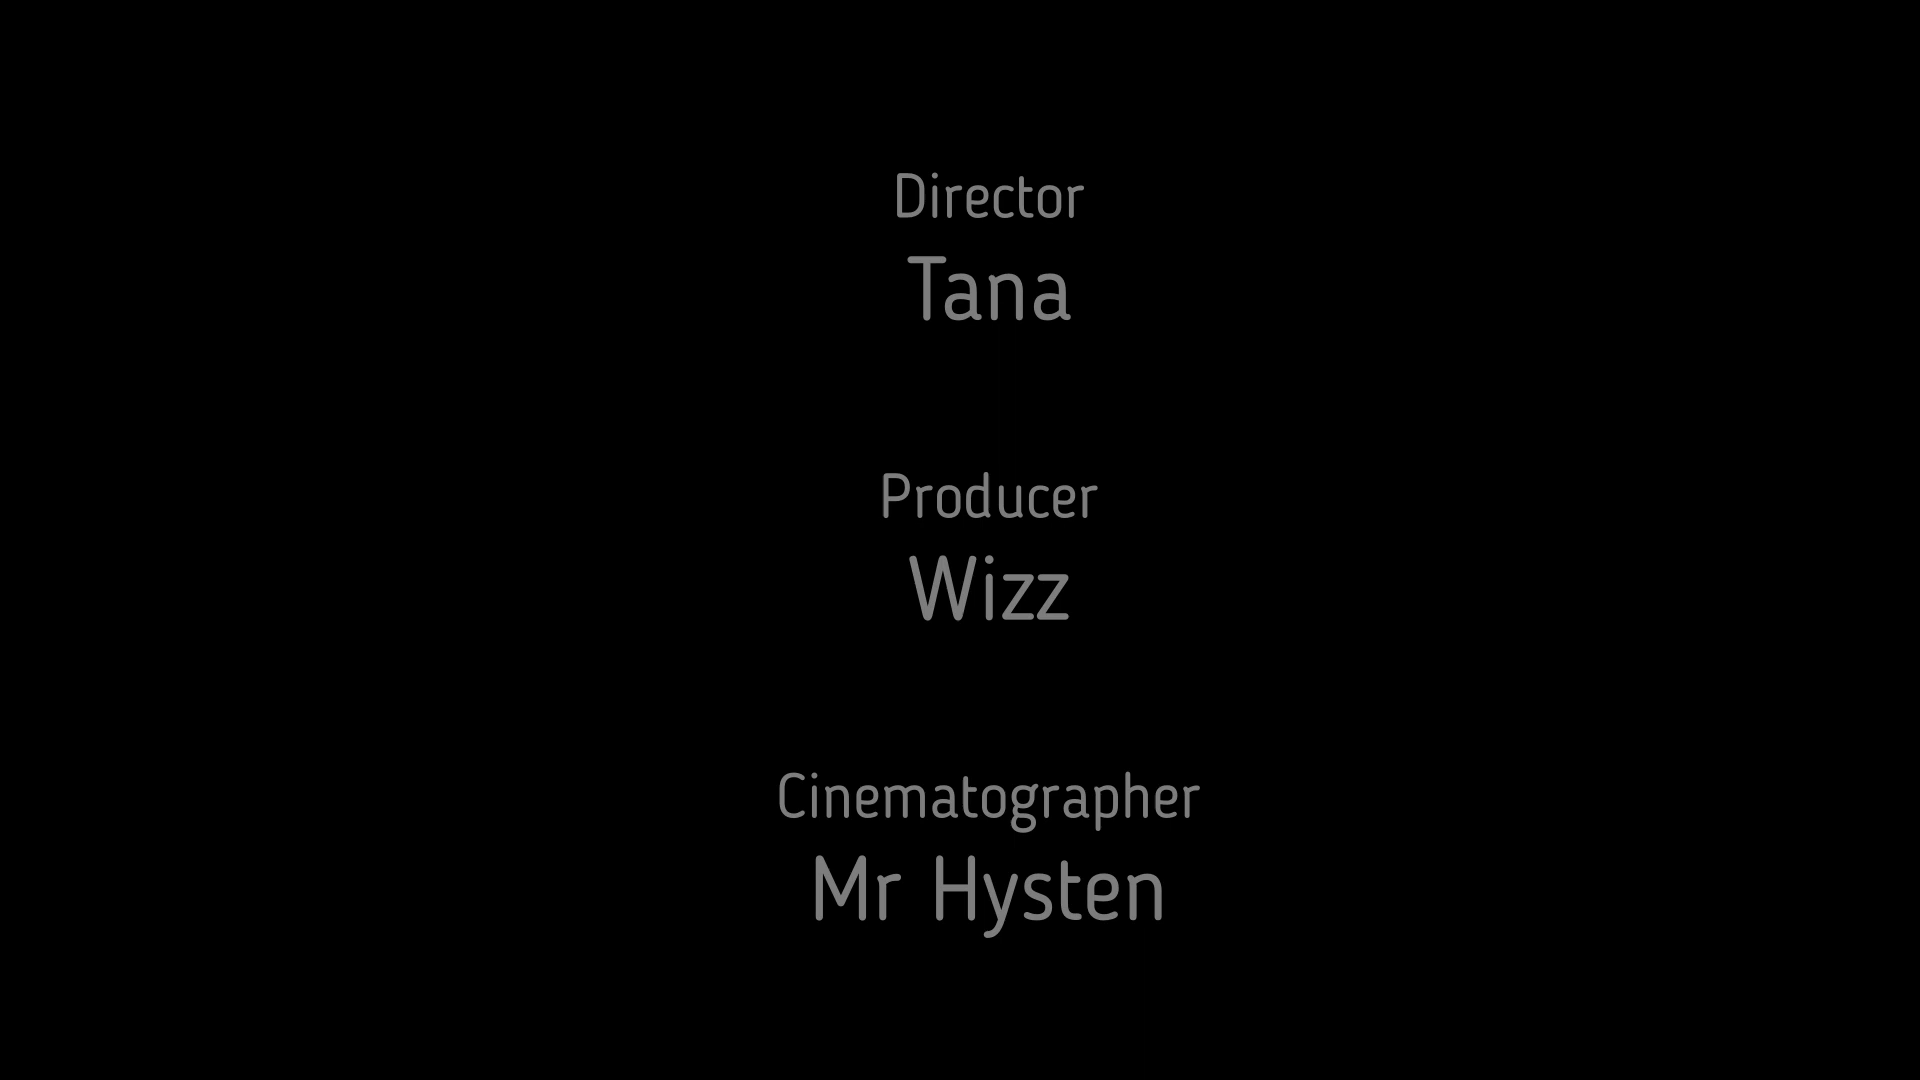 Director
Tana
Producer
Wizz
Cinematographer
Mr Hysten